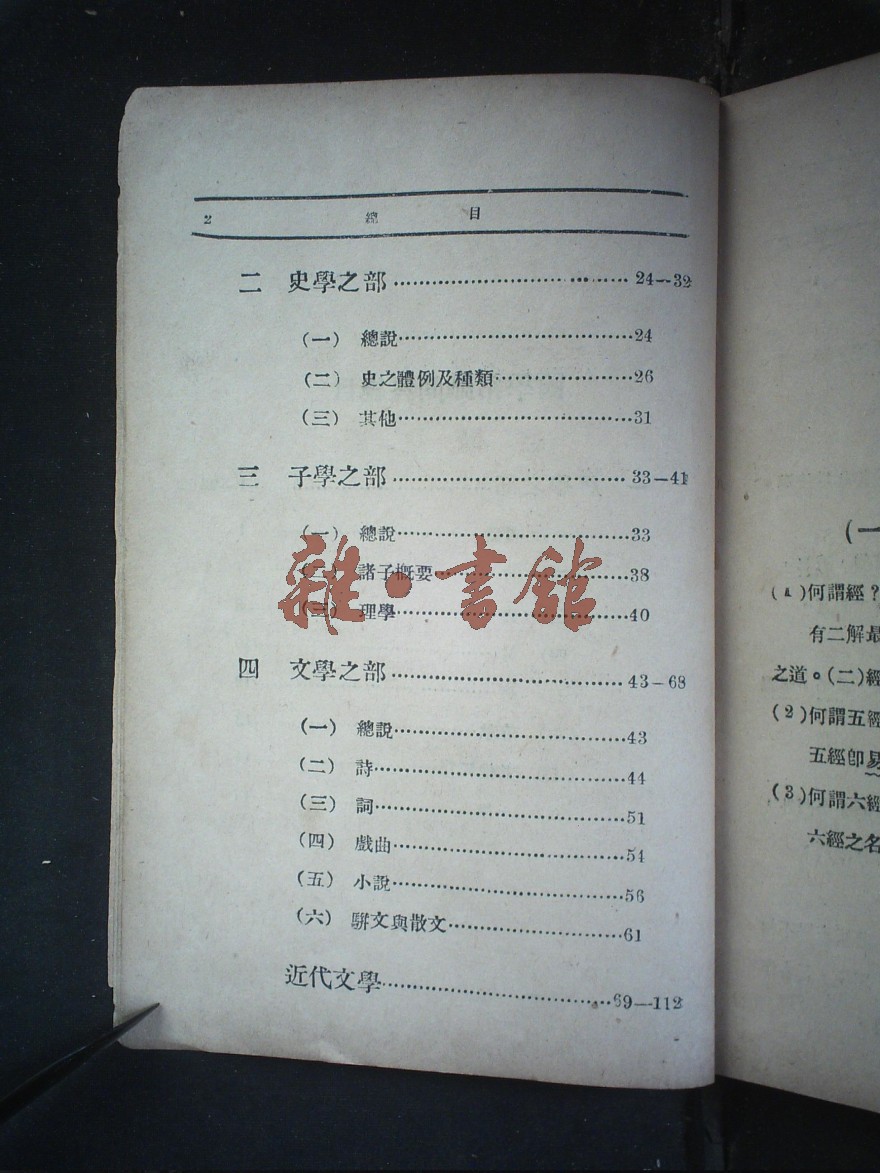 2 總 目
二 史學之部 24—32
(一) 總說 24
(二) 史之體例及種類 26
(三) 其他 31
三 子學之部 33—41
(一) 總說 33
(二) 諸子概要 38
(三) 理學 40
四 文學之部 43—68
(一) 總說 43
(二) 詩 44
(三) 詞 51
(四) 戲曲 54
(五) 小說 56
(六) 駢文與散文 61
近代文學 69—112
雜·書館
(一
(1)何謂經？
有二解最
之道。(二)經
(2)何謂五經
五經卽易
(3)何謂六經
六經之名